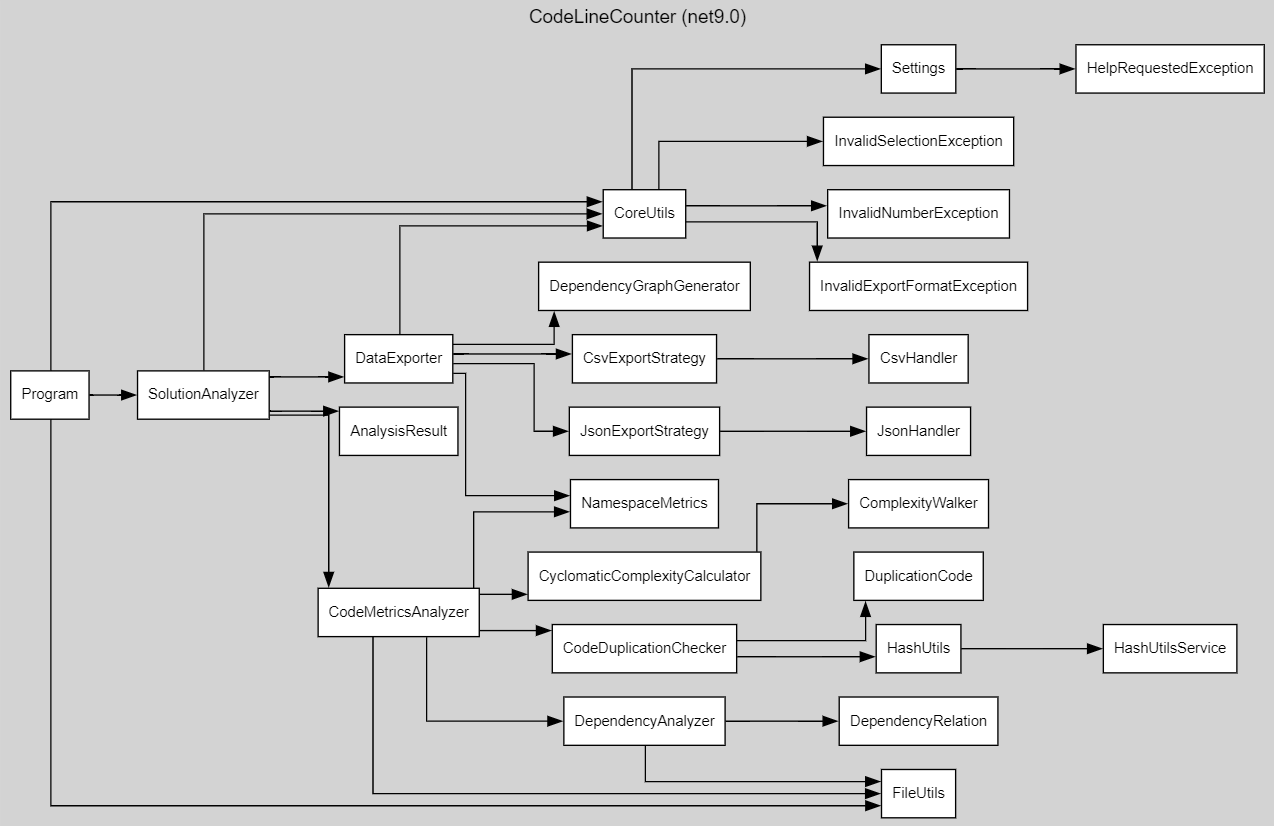 CodeLineCounter (net9.0)
Settings
HelpRequestedException
InvalidSelectionException
CoreUtils
InvalidNumberException
DependencyGraphGenerator
InvalidExportFormatException
DataExporter
CsvExportStrategy
CsvHandler
Program
SolutionAnalyzer
AnalysisResult
JsonExportStrategy
JsonHandler
NamespaceMetrics
ComplexityWalker
CyclomaticComplexityCalculator
DuplicationCode
CodeMetricsAnalyzer
CodeDuplicationChecker
HashUtils
HashUtilsService
DependencyAnalyzer
DependencyRelation
FileUtils